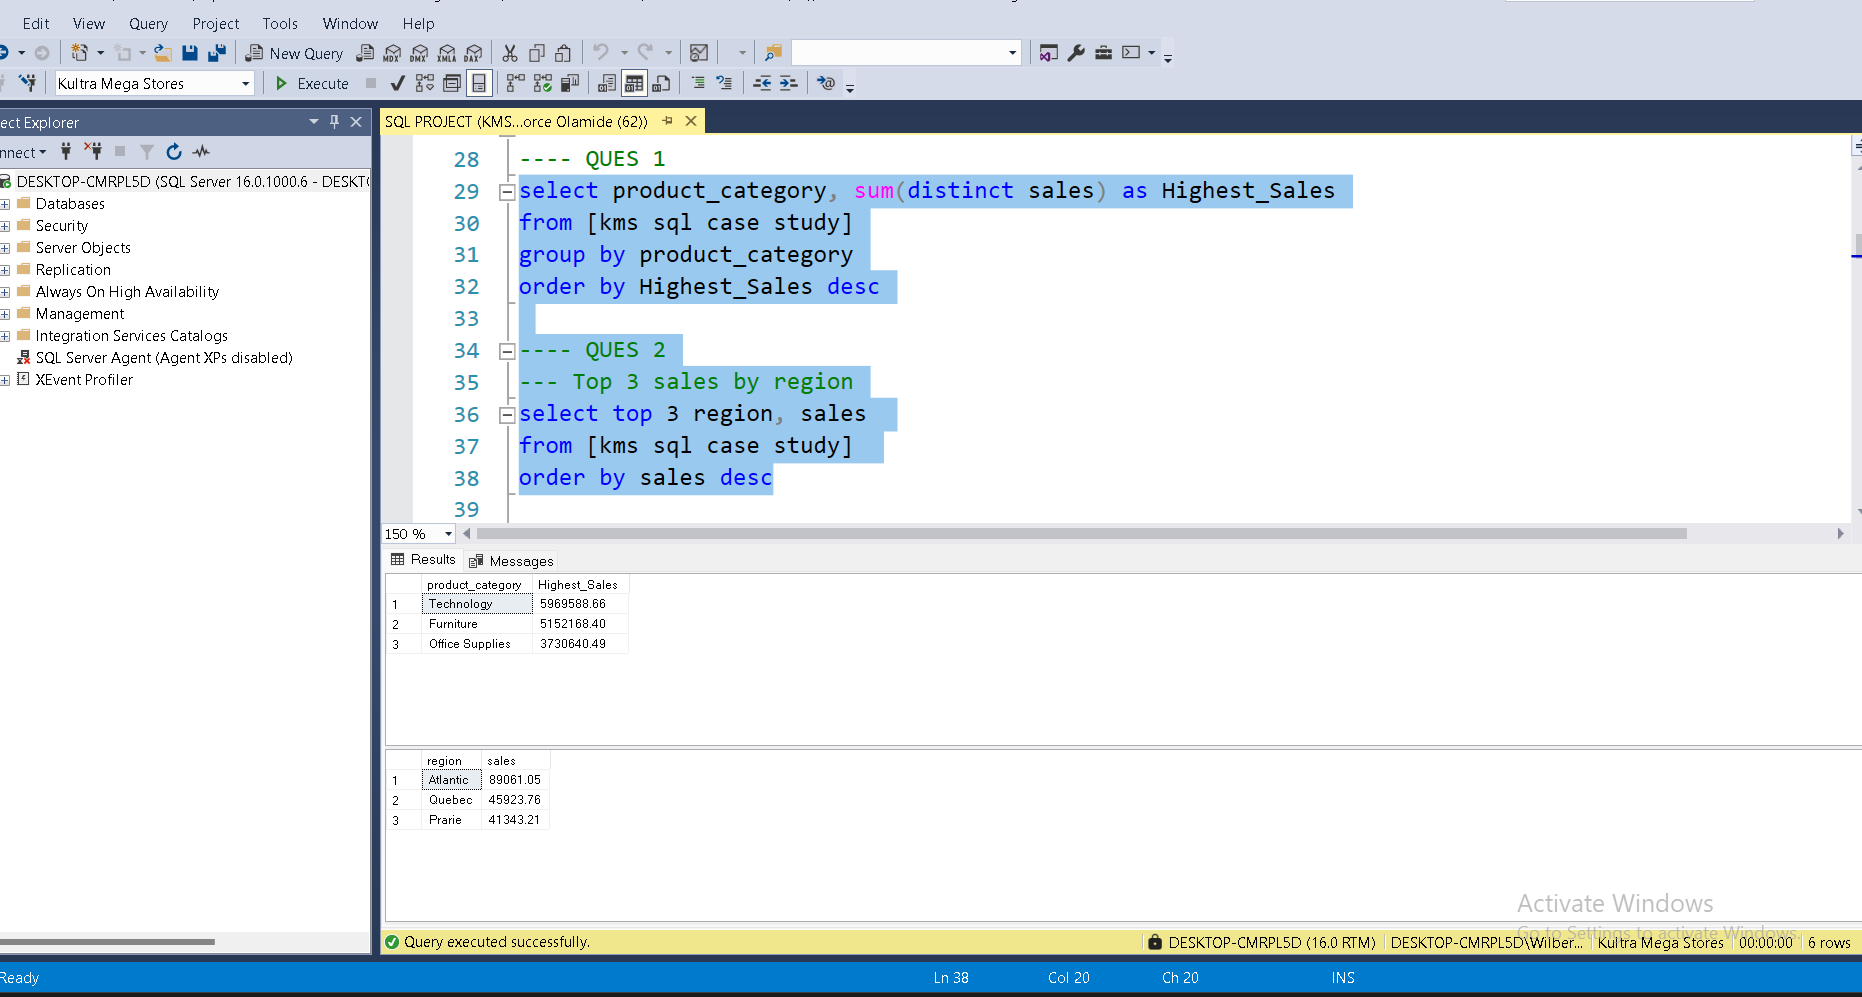 Edit View Query Project Tools Window Help
New Query MDX DMX XMLA DAX
Kultra Mega Stores Execute
ect Explorer
nnect
DESKTOP-CMRPL5D (SQL Server 16.0.1000.6 - DESKT
Databases
Security
Server Objects
Replication
Always On High Availability
Management
Integration Services Catalogs
SQL Server Agent (Agent XPs disabled)
XEvent Profiler
SQL PROJECT (KMS...orce Olamide (62))
28 ---- QUES 1
29 select product_category, sum(distinct sales) as Highest_Sales
30 from [kms sql case study]
31 group by product_category
32 order by Highest_Sales desc
33
34 ---- QUES 2
35 --- Top 3 sales by region
36 select top 3 region, sales
37 from [kms sql case study]
38 order by sales desc
39
150 %
Results Messages
product_category Highest_Sales
1 Technology 5969588.66
2 Furniture 5152168.40
3 Office Supplies 3730640.49
region sales
1 Atlantic 89061.05
2 Quebec 45923.76
3 Prarie 41343.21
Activate Windows
Go to Settings to activate Windows.
Query executed successfully. DESKTOP-CMRPL5D (16.0 RTM) DESKTOP-CMRPL5D\Wilber... Kultra Mega Stores 00:00:00 6 rows
Ready Ln 38 Col 20 Ch 20 INS